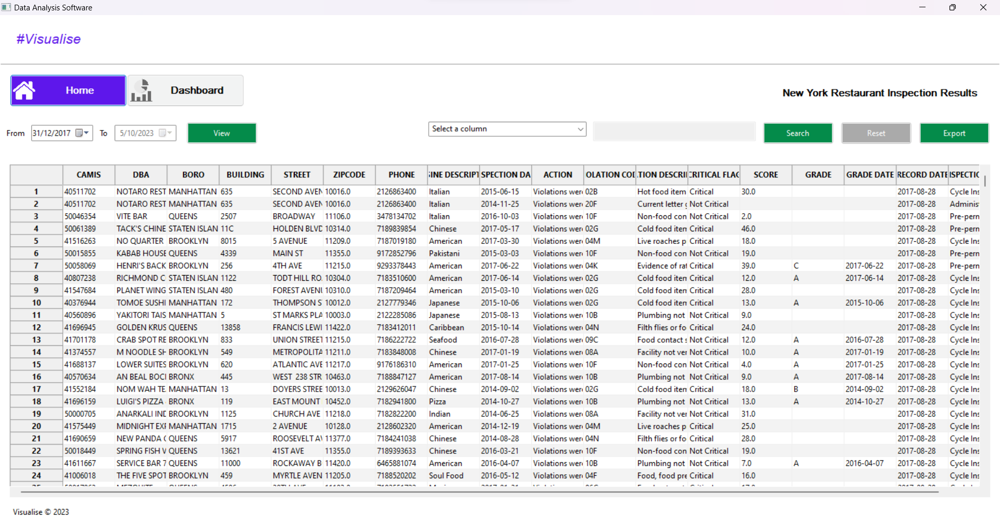 Data Analysis Software
#Visualise
Home Dashboard New York Restaurant Inspection Results
From 31/12/2017 To 5/10/2023 View Select a column Search Reset Export
CAMIS DBA BORO BUILDING STREET ZIPCODE PHONE INE DESCRIPT SPECTION DA ACTION OLATION COD TION DESCRI CRITICAL FLAG SCORE GRADE GRADE DATE RECORD DATE ISPECTIC
1 40511702 NOTARO REST MANHATTAN 635 SECOND AVEN 10016.0 2126863400 Italian 2015-06-15 Violations wer 02B Hot food item Critical 30.0 2017-08-28 Cycle Ins
2 40511702 NOTARO REST MANHATTAN 635 SECOND AVEN 10016.0 2126863400 Italian 2014-11-25 Violations wer 20F Current letter Not Critical 2017-08-28 Adminis
3 50046354 VITE BAR QUEENS 2507 BROADWAY 11106.0 3478134702 Italian 2016-10-03 Violations wer 10F Non-food con Not Critical 2.0 2017-08-28 Pre-perm
4 50061389 TACK'S CHINE STATEN ISLAN 11C HOLDEN BLVD 10314.0 7189839854 Chinese 2017-05-17 Violations wer 02G Cold food item Critical 46.0 2017-08-28 Pre-perm
5 41516263 NO QUARTER BROOKLYN 8015 5 AVENUE 11209.0 7187019180 American 2017-03-30 Violations wer 04M Live roaches p Critical 18.0 2017-08-28 Cycle Ins
6 50015855 KABAB HOUSE QUEENS 4339 MAIN ST 11355.0 9172852796 Pakistani 2015-03-03 Violations wer 10F Non-food con Not Critical 19.0 2017-08-28 Pre-perm
7 50058069 HENRI'S BACK BROOKLYN 256 4TH AVE 11215.0 9293378443 American 2017-06-22 Violations wer 04K Evidence of rat Critical 39.0 C 2017-06-22 2017-08-28 Pre-perm
8 40807238 RICHMOND C STATEN ISLAN 1122 TODT HILL RO 10304.0 7183510600 American 2017-06-14 Violations wer 02G Cold food item Critical 12.0 A 2017-06-14 2017-08-28 Cycle Ins
9 41547684 PLANET WING STATEN ISLAN 480 FOREST AVENU 10310.0 7187209464 American 2015-03-10 Violations wer 02G Cold food item Critical 28.0 2017-08-28 Cycle Ins
10 40376944 TOMOE SUSHI MANHATTAN 172 THOMPSON S 10012.0 2127779346 Japanese 2015-10-06 Violations wer 02G Cold food item Critical 13.0 A 2015-10-06 2017-08-28 Cycle Ins
11 40560896 YAKITORI TAIS MANHATTAN 5 ST MARKS PLA 10003.0 2122285086 Japanese 2015-08-13 Violations wer 10B Plumbing not Not Critical 9.0 2017-08-28 Cycle Ins
12 41696945 GOLDEN KRUS QUEENS 13858 FRANCIS LEWI 11422.0 7183412011 Caribbean 2015-10-14 Violations wer 04N Filth flies or fo Critical 24.0 2017-08-28 Cycle Ins
13 41701178 CRAB SPOT RE BROOKLYN 833 UNION STREET 11215.0 7186222722 Seafood 2016-07-28 Violations wer 09C Food contact s Not Critical 12.0 A 2016-07-28 2017-08-28 Cycle Ins
14 41374557 M NOODLE SH BROOKLYN 549 METROPOLITA 11211.0 7183848008 Chinese 2017-01-19 Violations wer 08A Facility not ver Not Critical 10.0 A 2017-01-19 2017-08-28 Cycle Ins
15 41688137 LOWER SUITES BROOKLYN 620 ATLANTIC AVE 11217.0 9176186310 American 2017-01-25 Violations wer 10F Non-food con Not Critical 4.0 A 2017-01-25 2017-08-28 Cycle Ins
16 40570634 AN BEAL BOCI BRONX 445 WEST 238 STR 10463.0 7188847127 American 2017-08-14 Violations wer 10B Plumbing not Not Critical 9.0 A 2017-08-14 2017-08-28 Cycle Ins
17 41552184 NOM WAH TE MANHATTAN 13 DOYERS STREE 10013.0 2129626047 Chinese 2014-09-02 Violations wer 02G Cold food item Critical 18.0 B 2014-09-02 2017-08-28 Cycle Ins
18 41696159 LUIGI'S PIZZA BRONX 119 EAST MOUNT 10452.0 7182941800 Pizza 2014-10-27 Violations wer 10B Plumbing not Not Critical 13.0 A 2014-10-27 2017-08-28 Cycle Ins
19 50000705 ANARKALI IND BROOKLYN 1125 CHURCH AVE 11218.0 7182822200 Indian 2014-06-25 Violations wer 08A Facility not ver Not Critical 31.0 2017-08-28 Cycle Ins
20 41575449 MIDNIGHT EXP MANHATTAN 1715 2 AVENUE 10128.0 2128602320 American 2014-12-19 Violations wer 04M Live roaches p Critical 25.0 2017-08-28 Cycle Ins
21 41690659 NEW PANDA QUEENS 5917 ROOSEVELT AV 11377.0 7184241038 Chinese 2014-08-28 Violations wer 04N Filth flies or fo Critical 28.0 2017-08-28 Cycle Ins
22 50018449 SPRING FISH QUEENS 13621 41ST AVE 11355.0 7189393633 Chinese 2016-03-21 Violations wer 10F Non-food con Not Critical 19.0 2017-08-28 Cycle Ins
23 41611667 SERVICE BAR 7 QUEENS 11000 ROCKAWAY B 11420.0 6465881074 American 2016-04-07 Violations wer 10B Plumbing not Not Critical 7.0 A 2016-04-07 2017-08-28 Cycle Ins
24 41006018 THE FIVE SPOT BROOKLYN 459 MYRTLE AVEN 11205.0 7188520202 Soul Food 2016-05-12 Violations wer 04F Food, food pre Critical 16.0 2017-08-28 Cycle Ins
Visualise © 2023